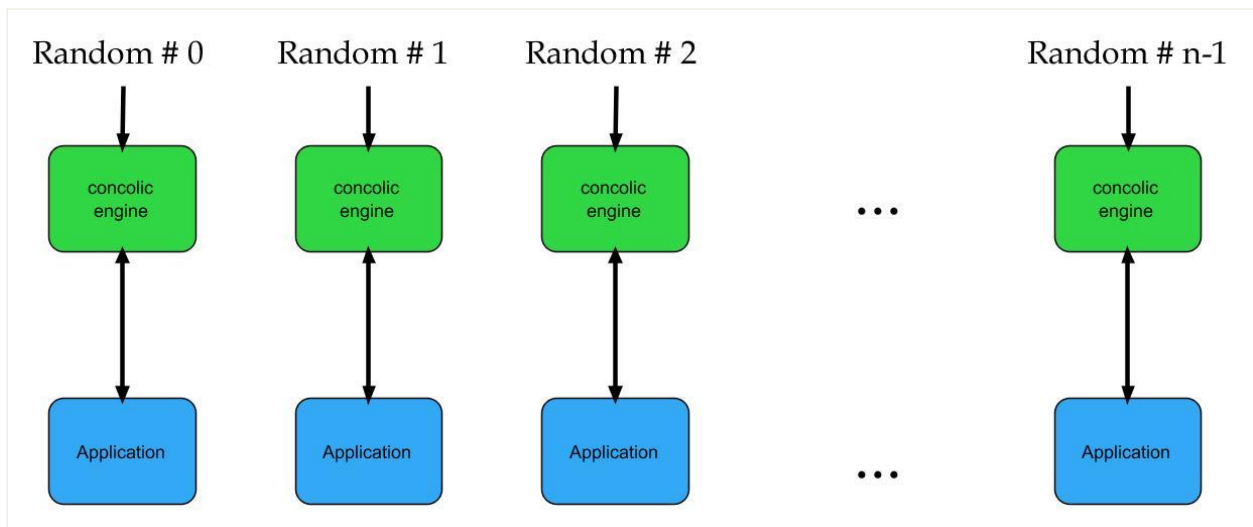 Random # 0
Random # 1
Random # 2
Random # n-1
concolic
engine
concolic
engine
concolic
engine
...
concolic
engine
Application
Application
Application
...
Application